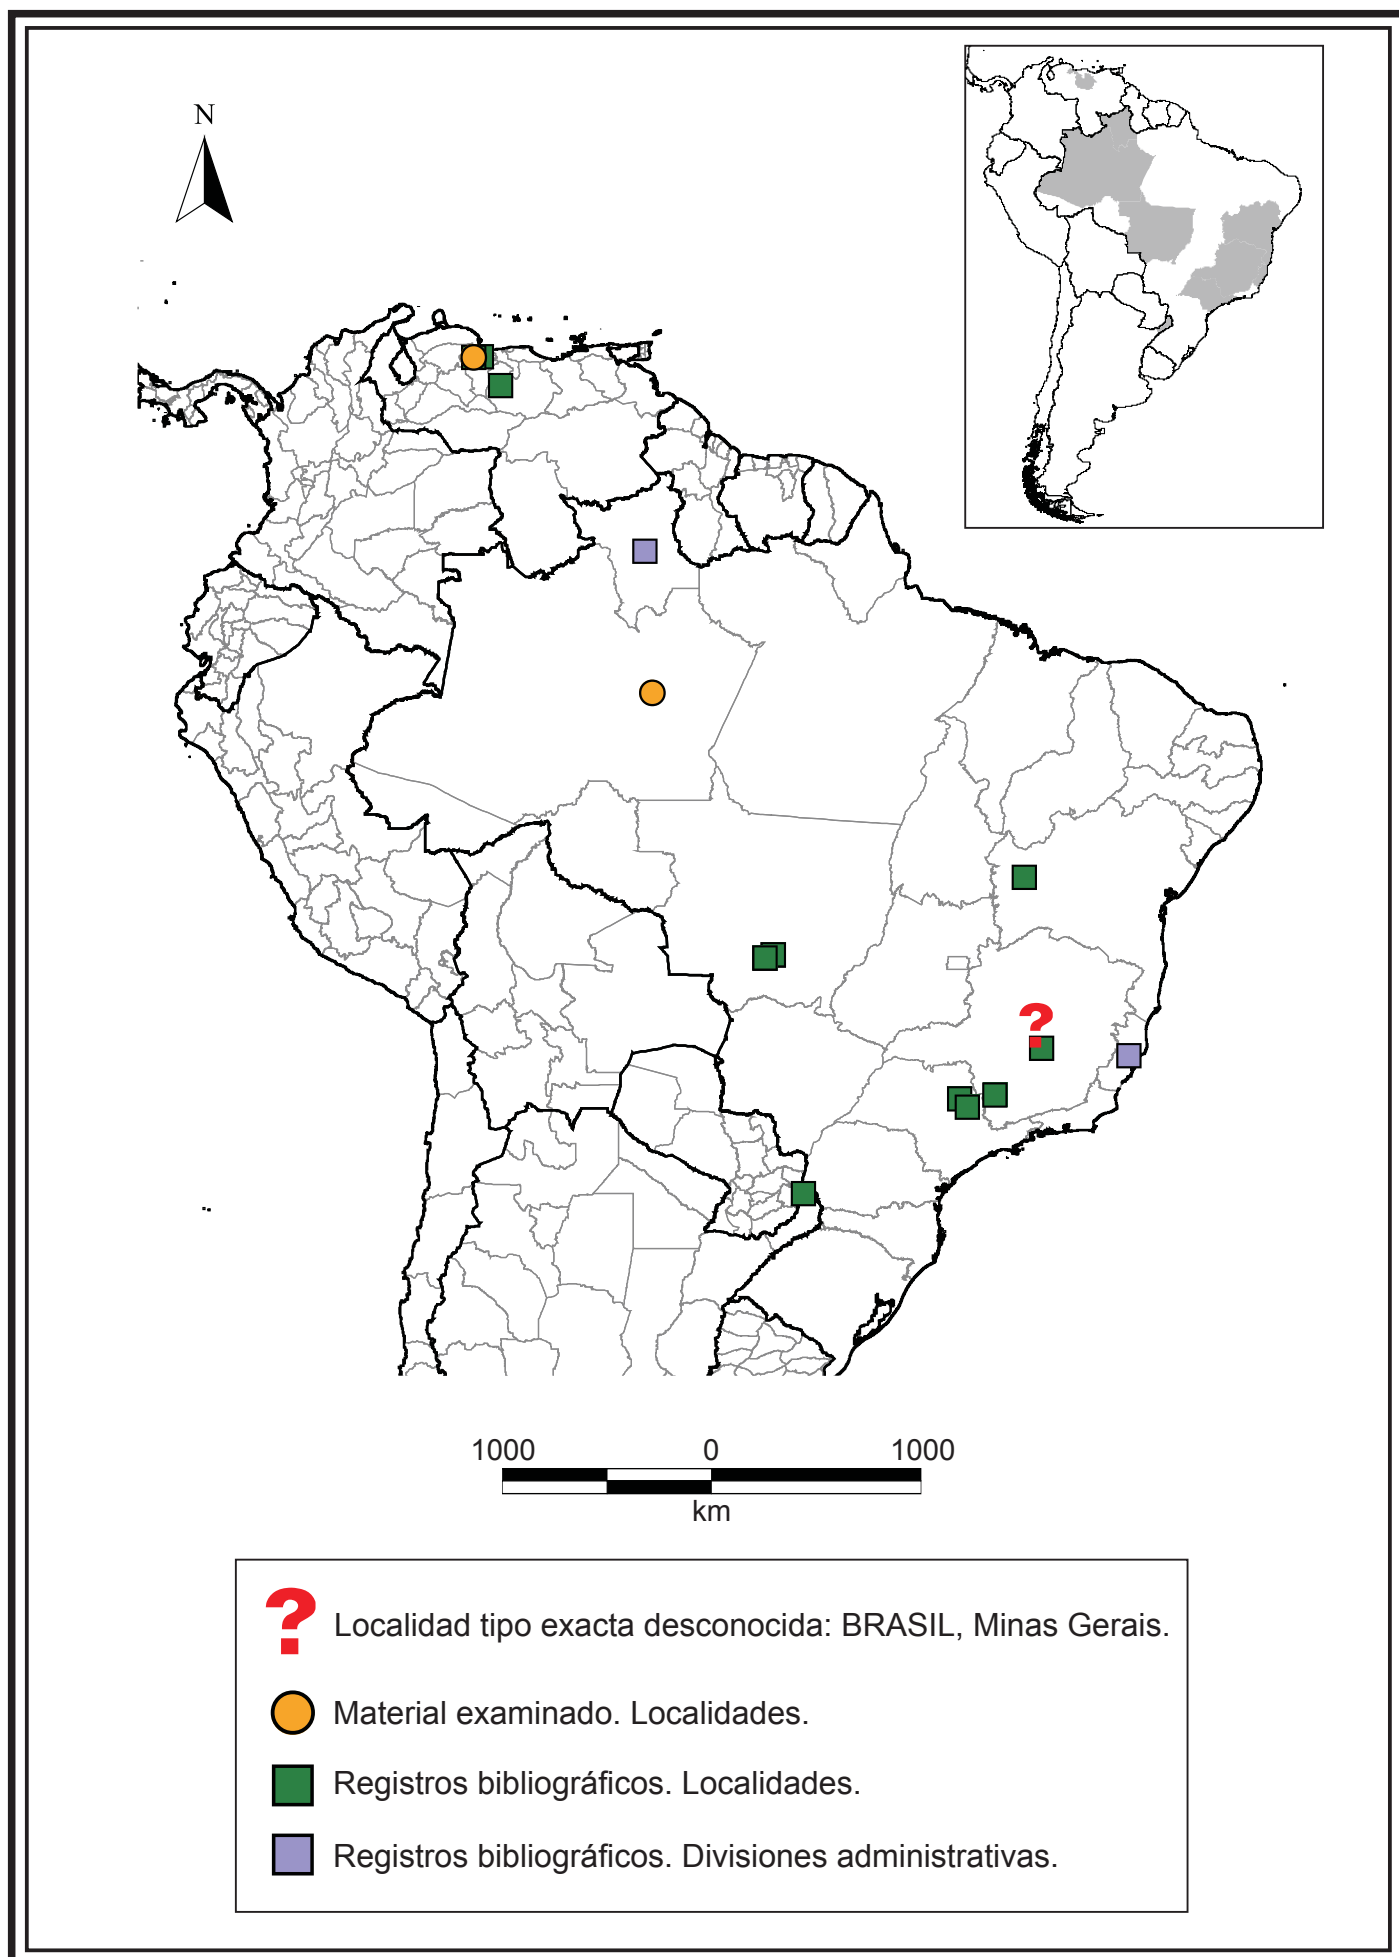 N
1000 0 1000
km
? Localidad tipo exacta desconocida: BRASIL, Minas Gerais.
Material examinado. Localidades.
Registros bibliográficos. Localidades.
Registros bibliográficos. Divisiones administrativas.